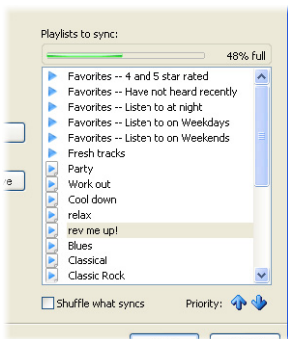 Playlists to sync:
48% full
Favorites -- 4 and 5 star rated
Favorites -- Have not heard recently
Favorites -- Listen to at night
Favorites -- Listen to on Weekdays
Favorites -- Listen to on Weekends
Fresh tracks
Party
Work out
Cool down
relax
rev me up!
Blues
Classical
Classic Rock
Shuffle what syncs
Priority: